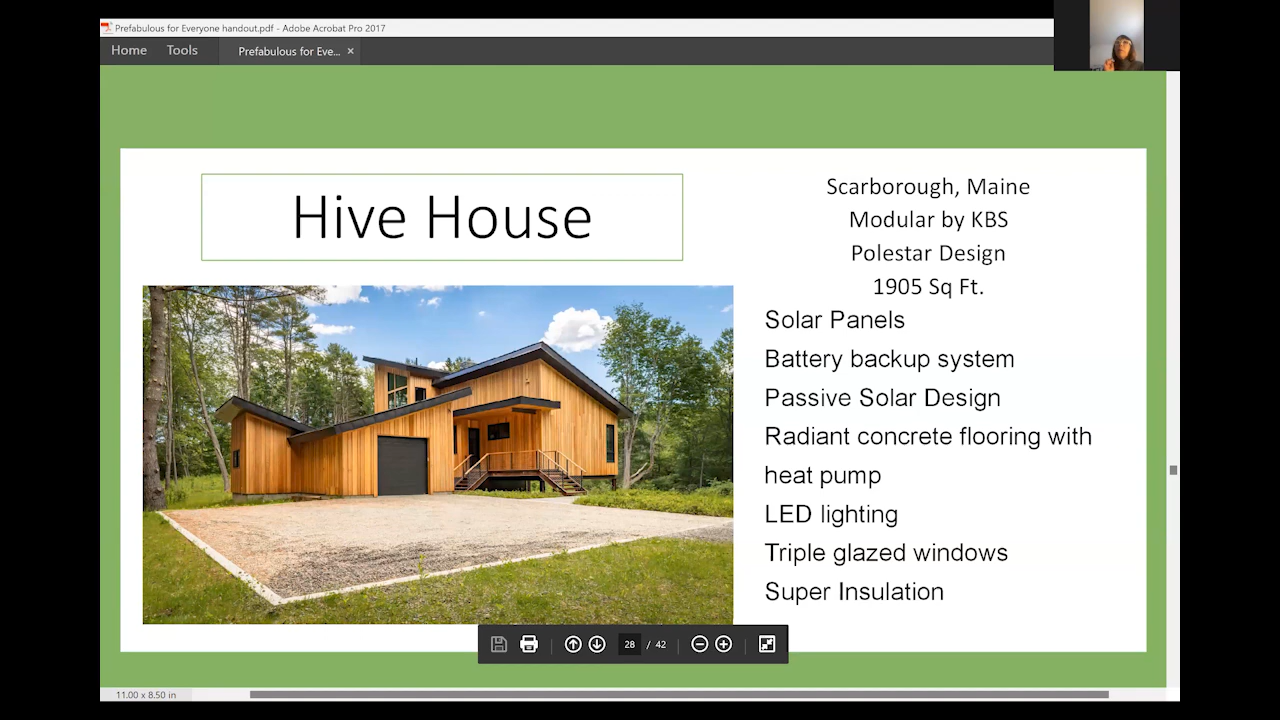 Prefabulous for Everyone handout.pdf - Adobe Acrobat Pro 2017
Home Tools Prefabulous for Eve... ×
Hive House
Scarborough, Maine
Modular by KBS
Polestar Design
1905 Sq Ft.
Solar Panels
Battery backup system
Passive Solar Design
Radiant concrete flooring with
heat pump
LED lighting
Triple glazed windows
Super Insulation
28 / 42
11.00 x 8.50 in